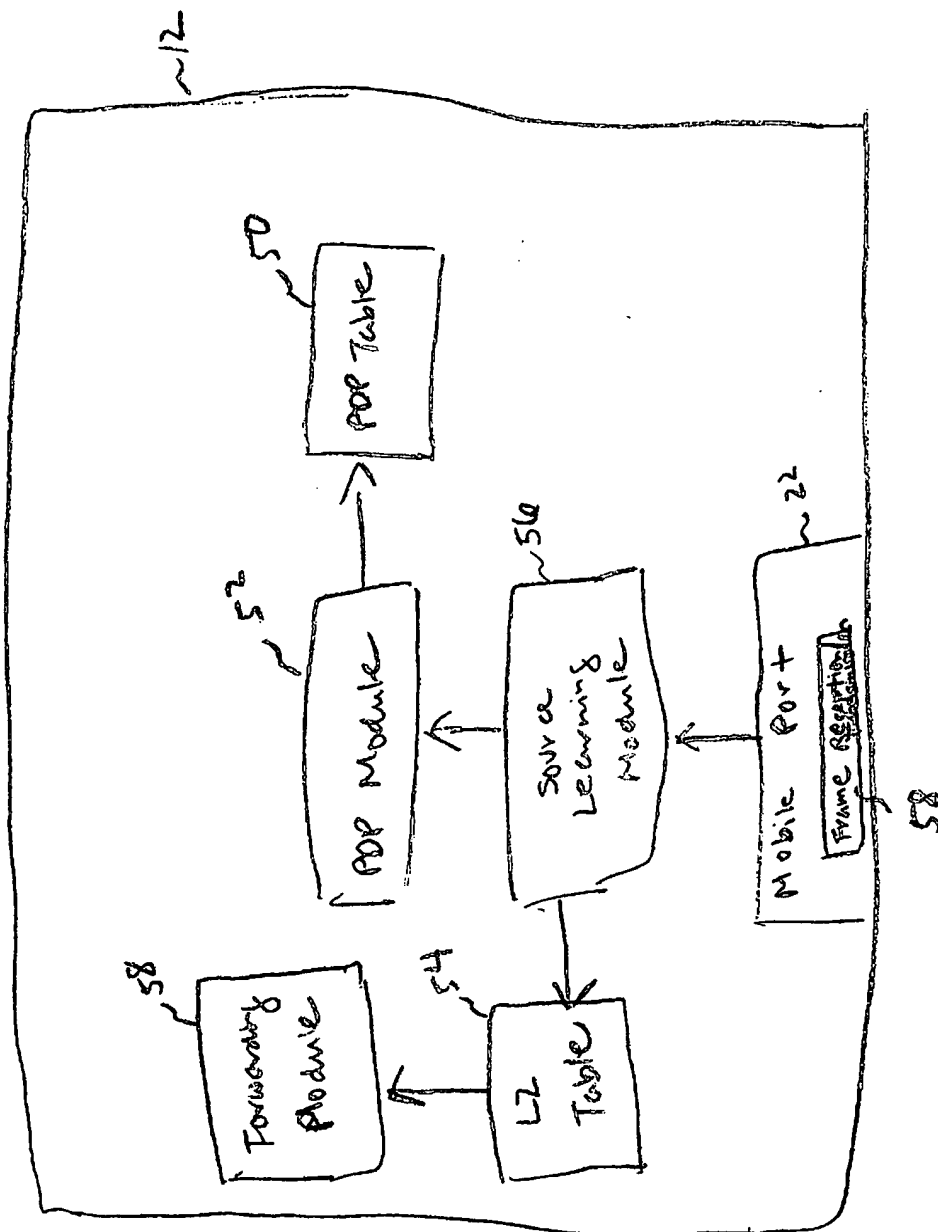 12
58
Forwarding
Module
52
PDP Module
50
PDP Table
54
L2
Table
56
Source
Learning
Module
22
Mobile Port
Frame Reception
58